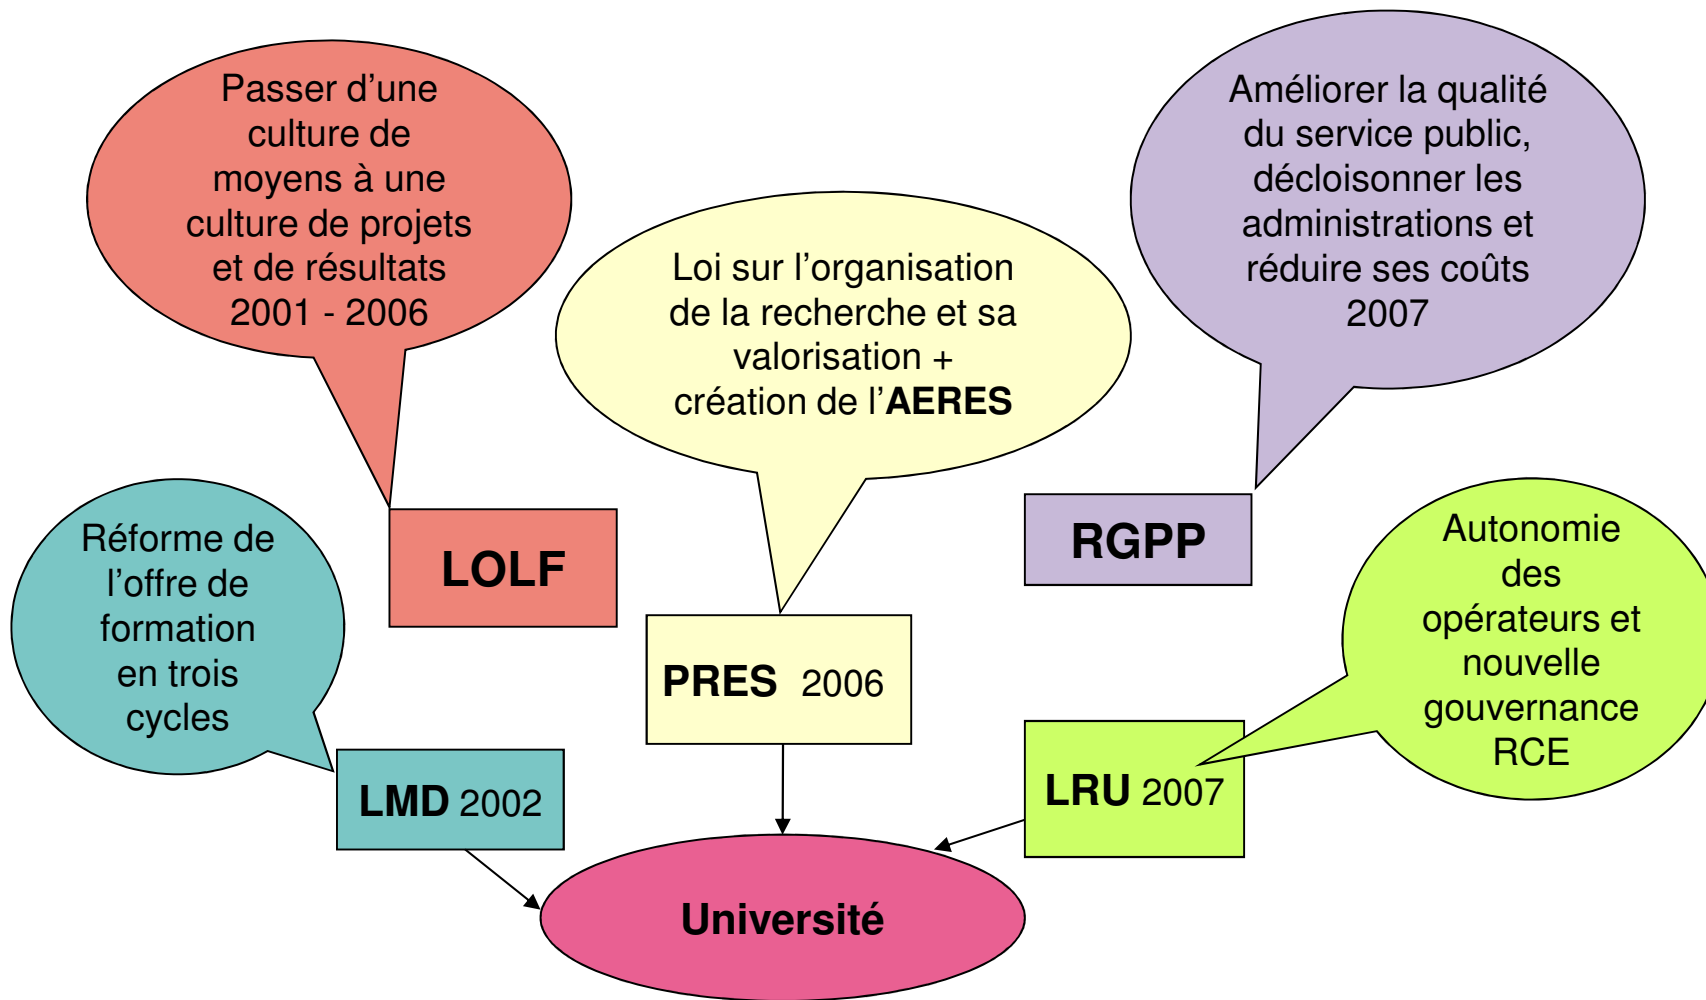 Passer d’une
culture de
moyens à une
culture de projets
et de résultats
2001 - 2006
Améliorer la qualité
du service public,
décloisonner les
administrations et
réduire ses coûts
2007
Loi sur l’organisation
de la recherche et sa
valorisation +
création de l’AERES
Réforme de
l’offre de
formation
en trois
cycles
LOLF
RGPP
Autonomie
des
opérateurs et
nouvelle
gouvernance
RCE
PRES 2006
LMD 2002
LRU 2007
Université